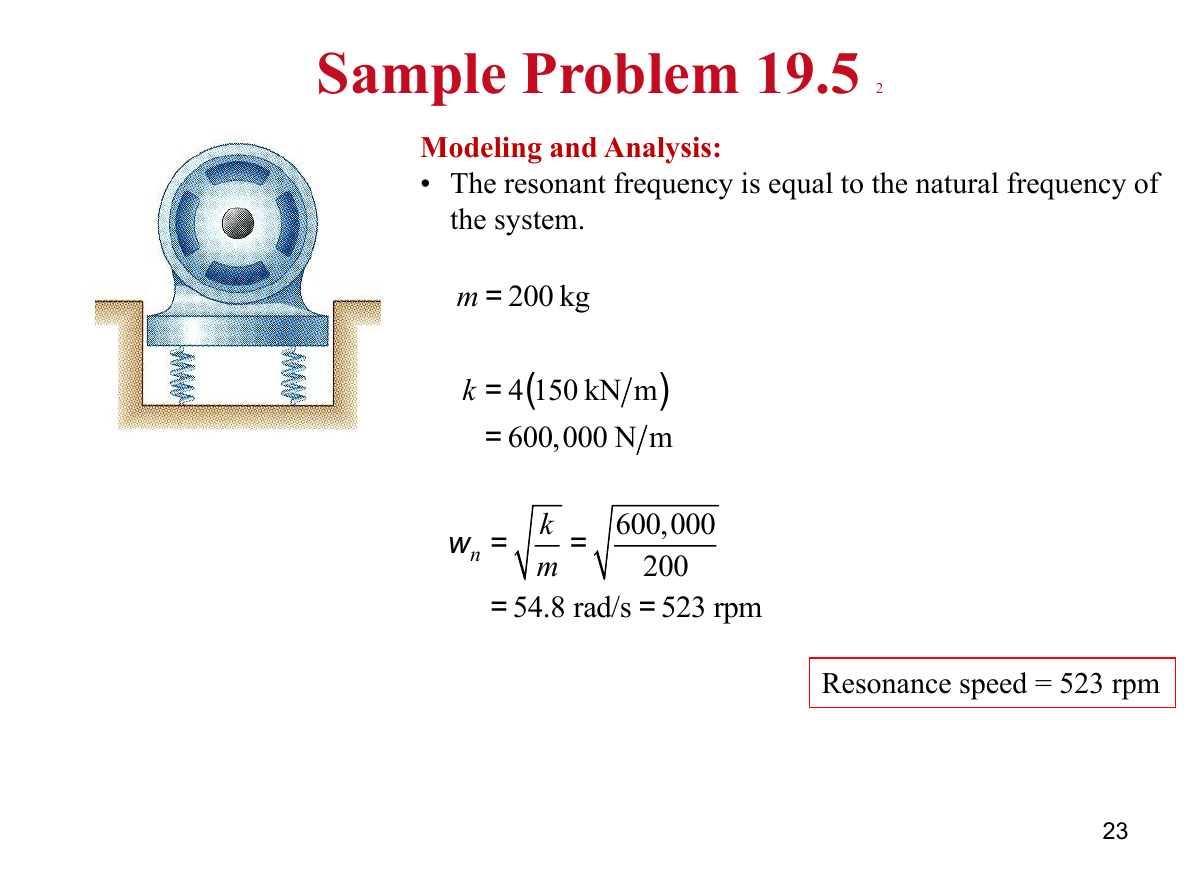 Sample Problem 19.5 2
Modeling and Analysis:
• The resonant frequency is equal to the natural frequency of
the system.
m = 200 kg
k = 4(150 kN/m)
= 600,000 N/m
wn = √(k/m) = √(600,000/200)
= 54.8 rad/s = 523 rpm
Resonance speed = 523 rpm
23